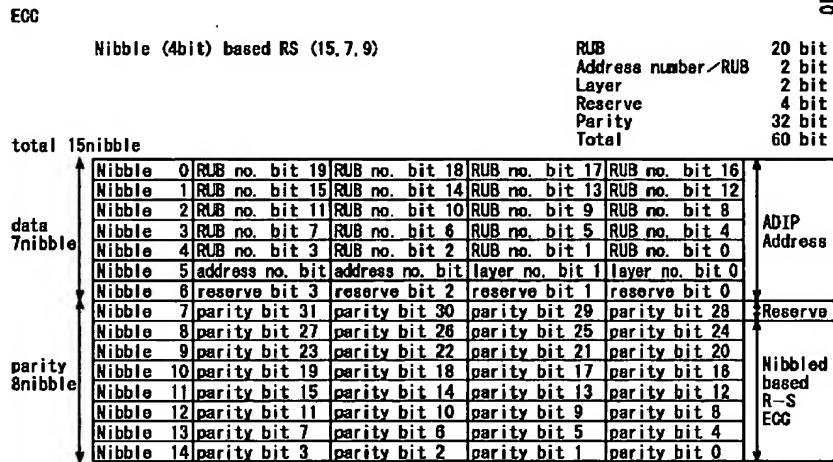 ECC
Nibble (4bit) based RS (15, 7, 9)
RUB 20 bit
Address number/RUB 2 bit
Layer 2 bit
Reserve 4 bit
Parity 32 bit
Total 60 bit
total 15nibble
Nibble 0 RUB no. bit 19 RUB no. bit 18 RUB no. bit 17 RUB no. bit 16
Nibble 1 RUB no. bit 15 RUB no. bit 14 RUB no. bit 13 RUB no. bit 12
Nibble 2 RUB no. bit 11 RUB no. bit 10 RUB no. bit 9 RUB no. bit 8
Nibble 3 RUB no. bit 7 RUB no. bit 6 RUB no. bit 5 RUB no. bit 4
Nibble 4 RUB no. bit 3 RUB no. bit 2 RUB no. bit 1 RUB no. bit 0
Nibble 5 address no. bit address no. bit layer no. bit 1 layer no. bit 0
Nibble 6 reserve bit 3 reserve bit 2 reserve bit 1 reserve bit 0
Nibble 7 parity bit 31 parity bit 30 parity bit 29 parity bit 28
Nibble 8 parity bit 27 parity bit 26 parity bit 25 parity bit 24
Nibble 9 parity bit 23 parity bit 22 parity bit 21 parity bit 20
Nibble 10 parity bit 19 parity bit 18 parity bit 17 parity bit 16
Nibble 11 parity bit 15 parity bit 14 parity bit 13 parity bit 12
Nibble 12 parity bit 11 parity bit 10 parity bit 9 parity bit 8
Nibble 13 parity bit 7 parity bit 6 parity bit 5 parity bit 4
Nibble 14 parity bit 3 parity bit 2 parity bit 1 parity bit 0
data
7nibble
parity
8nibble
ADIP
Address
Reserve
Nibbled
based
R-S
ECC